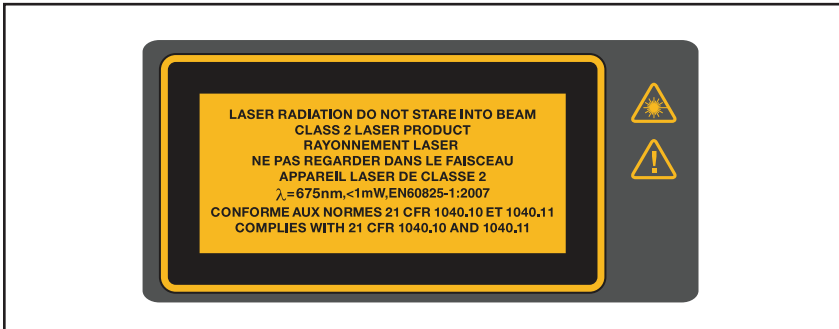 LASER RADIATION DO NOT STARE INTO BEAM
CLASS 2 LASER PRODUCT
RAYONNEMENT LASER
NE PAS REGARDER DANS LE FAISCEAU
APPAREIL LASER DE CLASSE 2
λ=675nm,<1mW,EN60825-1:2007
CONFORME AUX NORMES 21 CFR 1040.10 ET 1040.11
COMPLIES WITH 21 CFR 1040.10 AND 1040.11